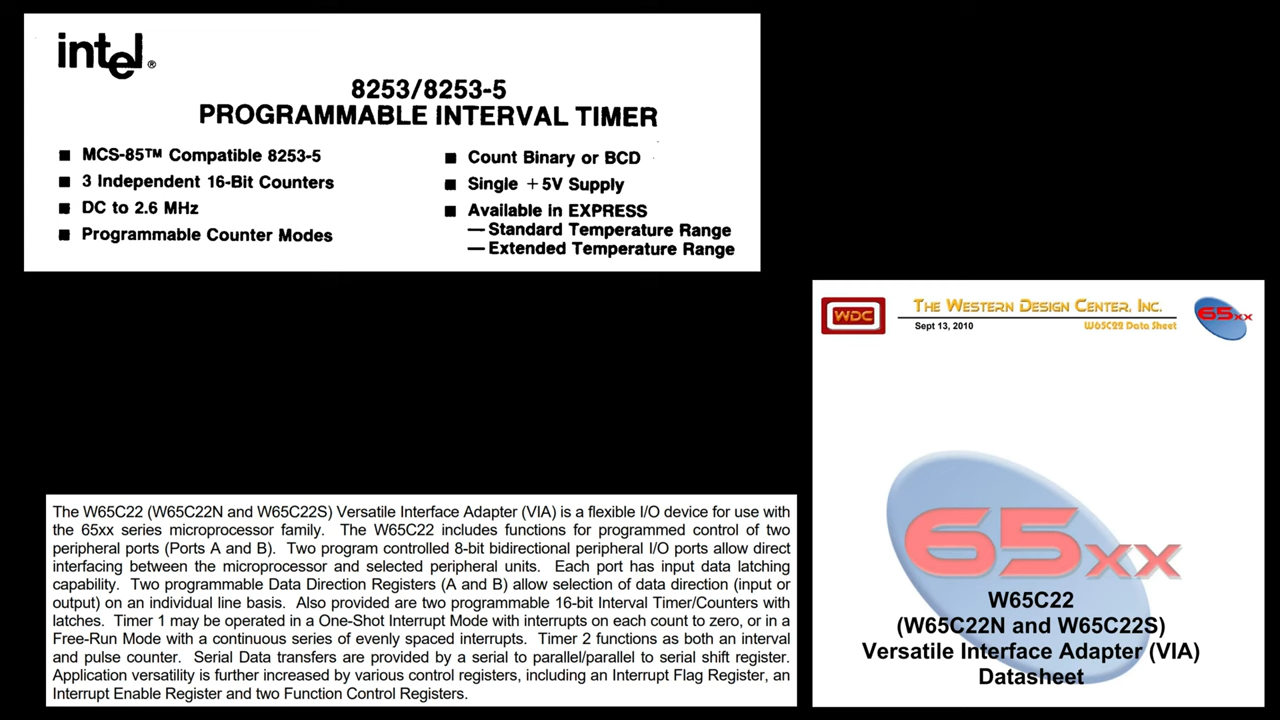 intel®
8253/8253-5
PROGRAMMABLE INTERVAL TIMER
■ MCS-85™ Compatible 8253-5
■ 3 Independent 16-Bit Counters
■ DC to 2.6 MHz
■ Programmable Counter Modes
■ Count Binary or BCD
■ Single +5V Supply
■ Available in EXPRESS
—Standard Temperature Range
—Extended Temperature Range
WDC
THE WESTERN DESIGN CENTER, INC.
65xx
Sept 13, 2010
W65C22 Data Sheet
65xx
W65C22
(W65C22N and W65C22S)
Versatile Interface Adapter (VIA)
Datasheet
The W65C22 (W65C22N and W65C22S) Versatile Interface Adapter (VIA) is a flexible I/O device for use with
the 65xx series microprocessor family. The W65C22 includes functions for programmed control of two
peripheral ports (Ports A and B). Two program controlled 8-bit bidirectional peripheral I/O ports allow direct
interfacing between the microprocessor and selected peripheral units. Each port has input data latching
capability. Two programmable Data Direction Registers (A and B) allow selection of data direction (input or
output) on an individual line basis. Also provided are two programmable 16-bit Interval Timer/Counters with
latches. Timer 1 may be operated in a One-Shot Interrupt Mode with interrupts on each count to zero, or in a
Free-Run Mode with a continuous series of evenly spaced interrupts. Timer 2 functions as both an interval
and pulse counter. Serial Data transfers are provided by a serial to parallel/parallel to serial shift register.
Application versatility is further increased by various control registers, including an Interrupt Flag Register, an
Interrupt Enable Register and two Function Control Registers.